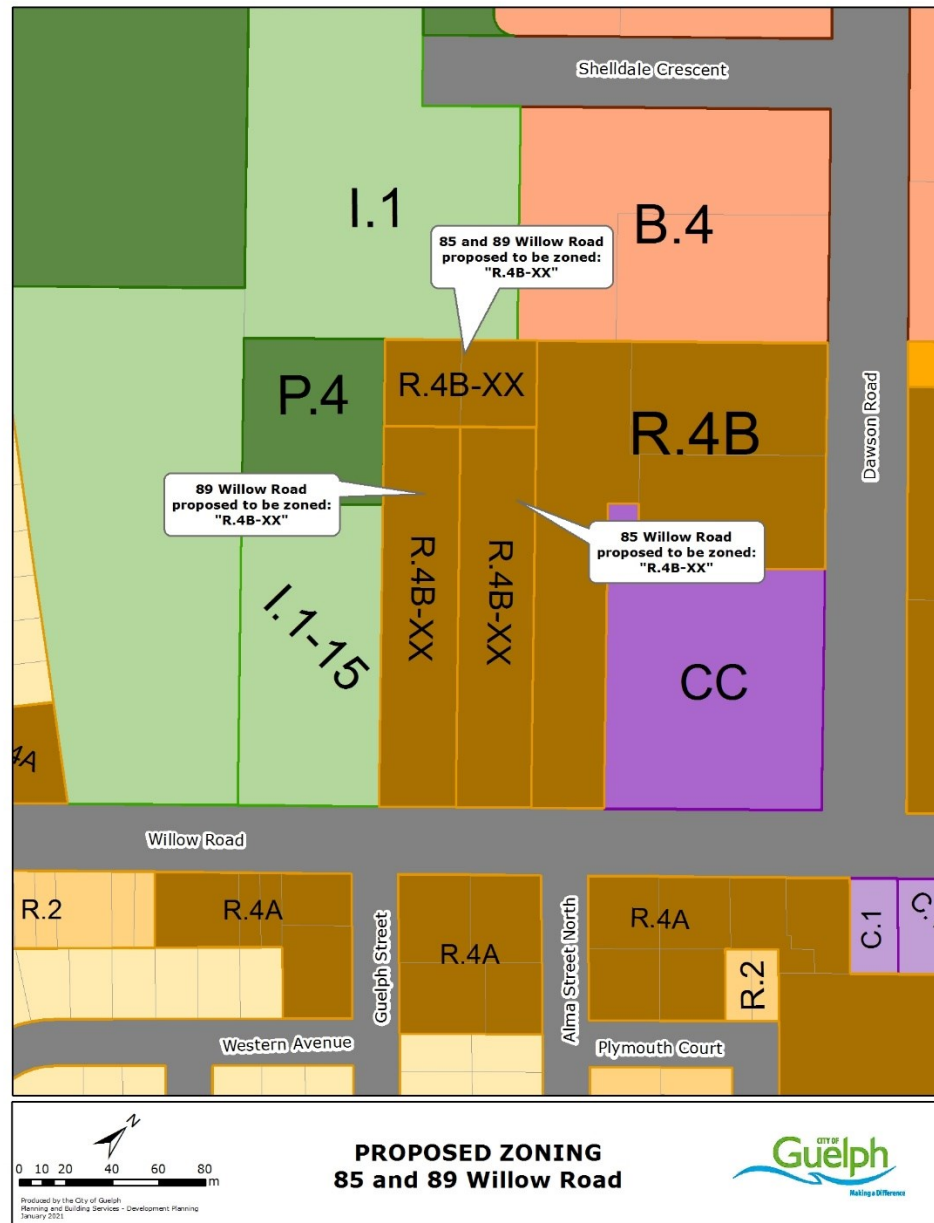 Shelldale Crescent
I.1
B.4
85 and 89 Willow Road
proposed to be zoned:
"R.4B-XX"
Dawson Road
P.4
R.4B-XX
R.4B
89 Willow Road
proposed to be zoned:
"R.4B-XX"
85 Willow Road
proposed to be zoned:
"R.4B-XX"
I.1-15
R.4B-XX
R.4B-XX
CC
4A
Willow Road
R.2
R.4A
Guelph Street
R.4A
Alma Street North
R.4A
R.2
C.1
C.
Western Avenue
Plymouth Court
N
0 10 20 40 60 80
m
Produced by the City of Guelph
Planning and Building Services - Development Planning
January 2021
PROPOSED ZONING
85 and 89 Willow Road
CITY OF
Guelph
Making a Difference